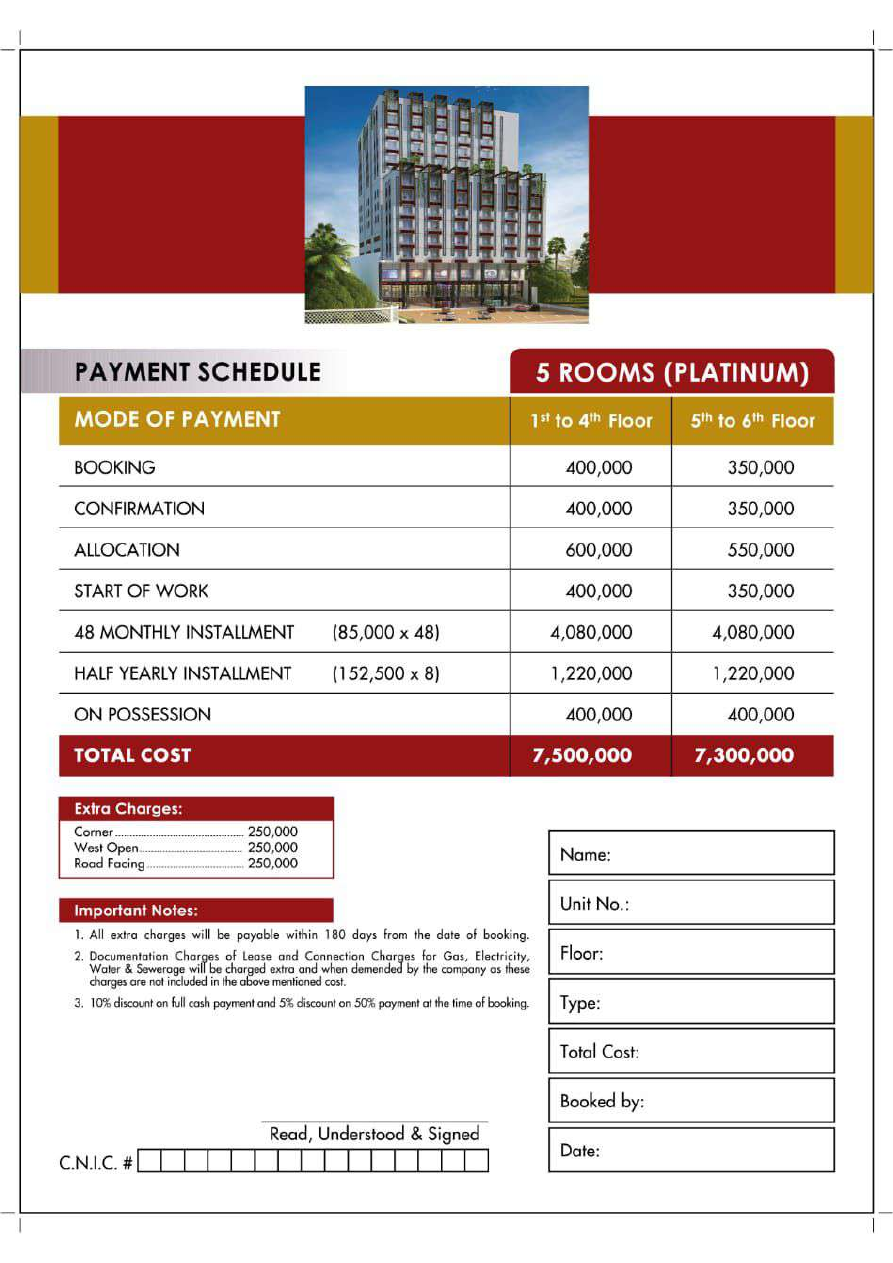 PAYMENT SCHEDULE 5 ROOMS (PLATINUM)
MODE OF PAYMENT 1st to 4th Floor 5th to 6th Floor
BOOKING 400,000 350,000
CONFIRMATION 400,000 350,000
ALLOCATION 600,000 550,000
START OF WORK 400,000 350,000
48 MONTHLY INSTALLMENT (85,000 x 48) 4,080,000 4,080,000
HALF YEARLY INSTALLMENT (152,500 x 8) 1,220,000 1,220,000
ON POSSESSION 400,000 400,000
TOTAL COST 7,500,000 7,300,000
Extra Charges:
Corner 250,000
West Open 250,000
Road Facing 250,000
Important Notes:
1. All extra charges will be payable within 180 days from the date of booking.
2. Documentation Charges of Lease and Connection Charges for Gas, Electricity,
Water & Sewerage will be charged extra and when demended by the company as these
charges are not included in the above mentioned cost.
3. 10% discount on full cash payment and 5% discount on 50% payment at the time of booking.
Name:
Unit No.:
Floor:
Type:
Total Cost:
Booked by:
Date:
Read, Understood & Signed
C.N.I.C. #